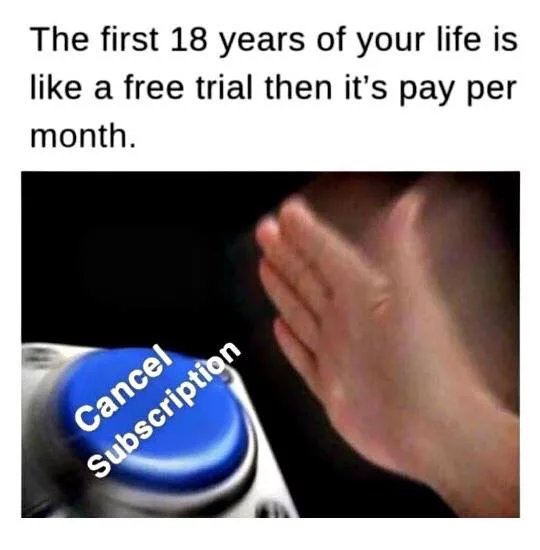 The first 18 years of your life is
like a free trial then it’s pay per
month.
Cancel
Subscription